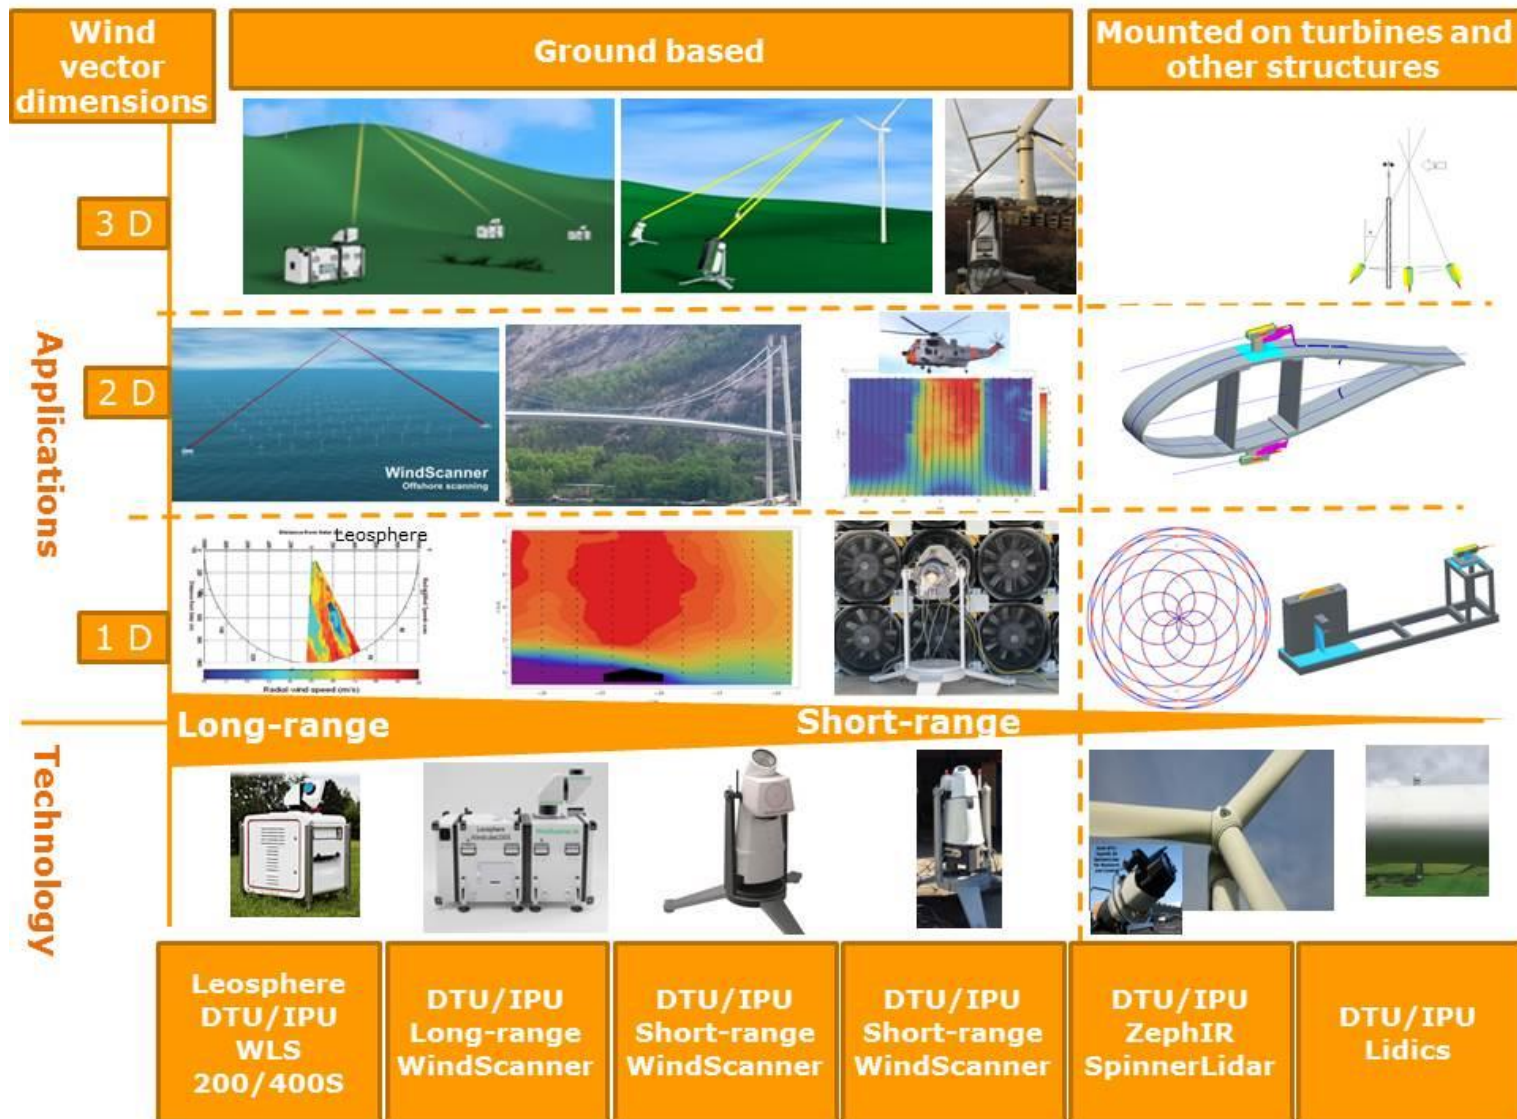 Wind
vector
dimensions
Ground based
Mounted on turbines and
other structures
3 D
Applications
2 D
WindScanner
Offshore scanning
1 D
Leosphere
Radial wind speed (m/s)
Long-range
Short-range
Technology
Leosphere
DTU/IPU
WLS
200/400S
DTU/IPU
Long-range
WindScanner
DTU/IPU
Short-range
WindScanner
DTU/IPU
Short-range
WindScanner
DTU/IPU
ZephIR
SpinnerLidar
DTU/IPU
Lidics